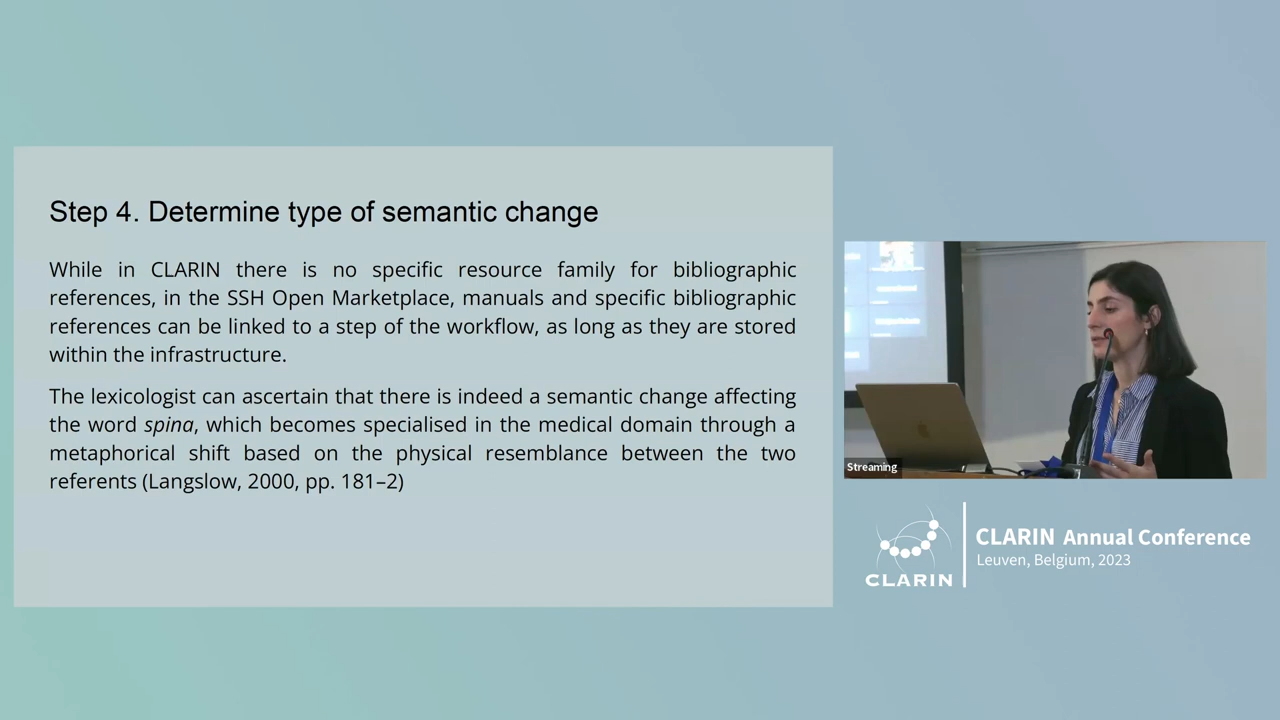 Step 4. Determine type of semantic change
While in CLARIN there is no specific resource family for bibliographic
references, in the SSH Open Marketplace, manuals and specific bibliographic
references can be linked to a step of the workflow, as long as they are stored
within the infrastructure.
The lexicologist can ascertain that there is indeed a semantic change affecting
the word spina, which becomes specialised in the medical domain through a
metaphorical shift based on the physical resemblance between the two
referents (Langslow, 2000, pp. 181–2)
Streaming
CLARIN
CLARIN Annual Conference
Leuven, Belgium, 2023